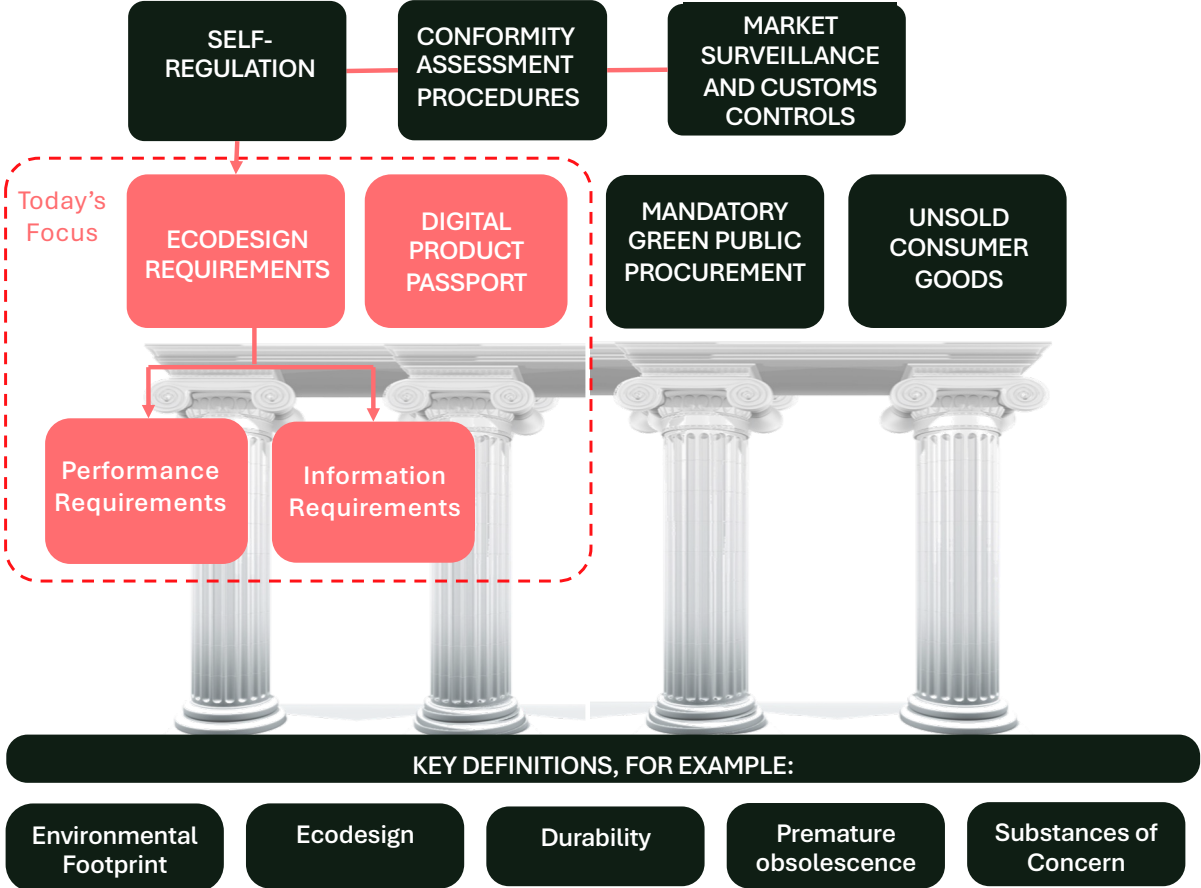 SELF-
REGULATION
CONFORMITY
ASSESSMENT
PROCEDURES
MARKET
SURVEILLANCE
AND CUSTOMS
CONTROLS
Today’s
Focus
ECODESIGN
REQUIREMENTS
DIGITAL
PRODUCT
PASSPORT
MANDATORY
GREEN PUBLIC
PROCUREMENT
UNSOLD
CONSUMER
GOODS
Performance
Requirements
Information
Requirements
KEY DEFINITIONS, FOR EXAMPLE:
Environmental
Footprint
Ecodesign
Durability
Premature
obsolescence
Substances of
Concern